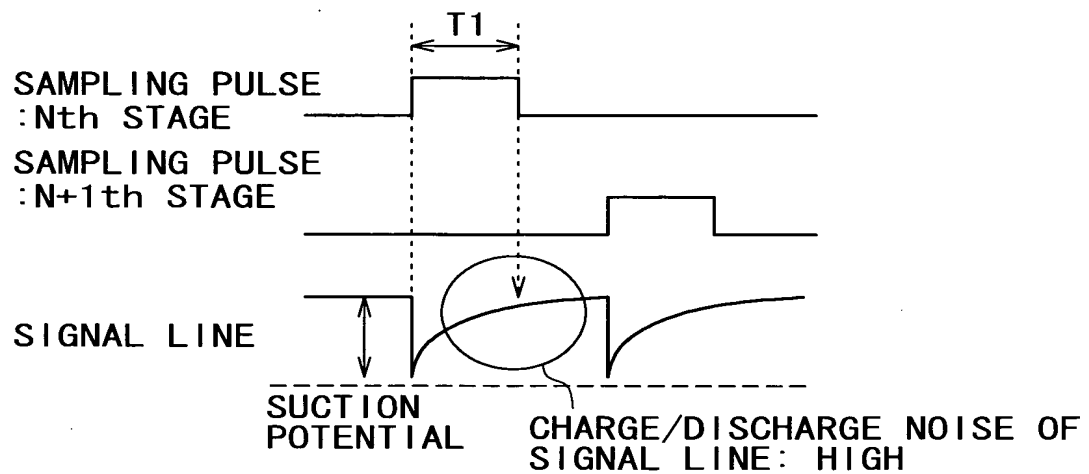 T1
SAMPLING PULSE
:Nth STAGE
SAMPLING PULSE
:N+1th STAGE
SIGNAL LINE
SUCTION
POTENTIAL
CHARGE/DISCHARGE NOISE OF
SIGNAL LINE: HIGH